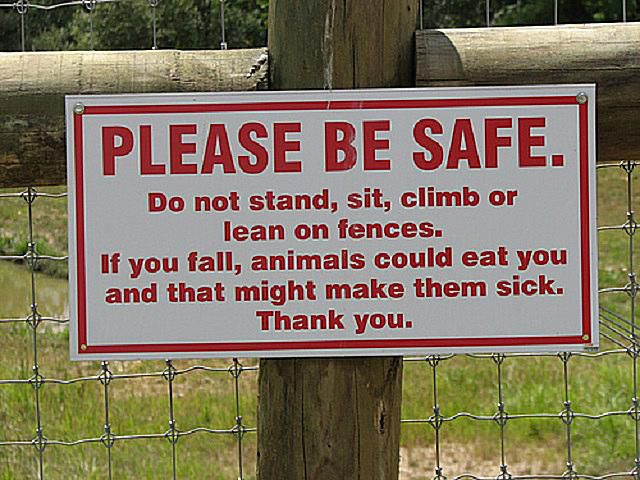 PLEASE BE SAFE.
Do not stand, sit, climb or
lean on fences.
If you fall, animals could eat you
and that might make them sick.
Thank you.